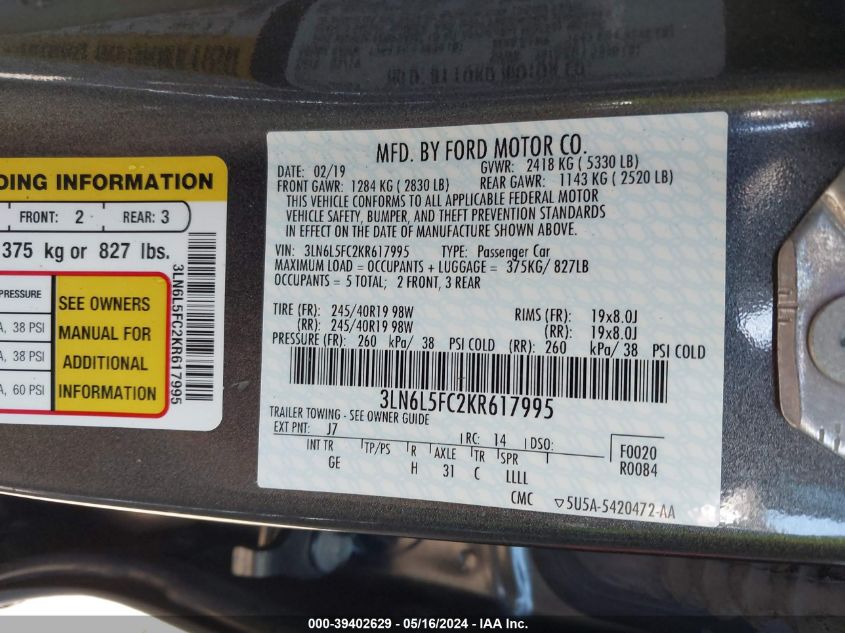 DING INFORMATION
FRONT: 2 REAR: 3
375 kg or 827 lbs.
PRESSURE
A, 38 PSI
A, 38 PSI
A, 60 PSI
SEE OWNERS
MANUAL FOR
ADDITIONAL
INFORMATION
3LN6L5FC2KR617995
MFD. BY FORD MOTOR CO.
DATE: 02/19 GVWR: 2418 KG ( 5330 LB)
FRONT GAWR: 1284 KG ( 2830 LB) REAR GAWR: 1143 KG ( 2520 LB)
THIS VEHICLE CONFORMS TO ALL APPLICABLE FEDERAL MOTOR
VEHICLE SAFETY, BUMPER, AND THEFT PREVENTION STANDARDS
IN EFFECT ON THE DATE OF MANUFACTURE SHOWN ABOVE.
VIN: 3LN6L5FC2KR617995 TYPE: Passenger Car
MAXIMUM LOAD = OCCUPANTS + LUGGAGE = 375KG/ 827LB
OCCUPANTS = 5 TOTAL; 2 FRONT, 3 REAR
TIRE (FR): 245/40R19 98W RIMS (FR): 19x8.0J
(RR): 245/40R19 98W (RR): 19x8.0J
PRESSURE (FR): 260 kPa/ 38 PSI COLD (RR): 260 kPa/ 38 PSI COLD
3LN6L5FC2KR617995
TRAILER TOWING - SEE OWNER GUIDE
EXT PNT: J7 RC: 14 DSO:
INT TR TP/PS R AXLE TR SPR
GE H 31 C LLLL
F0020
R0084
CMC ▽5U5A-5420472-AA
000-39402629 - 05/16/2024 - IAA Inc.